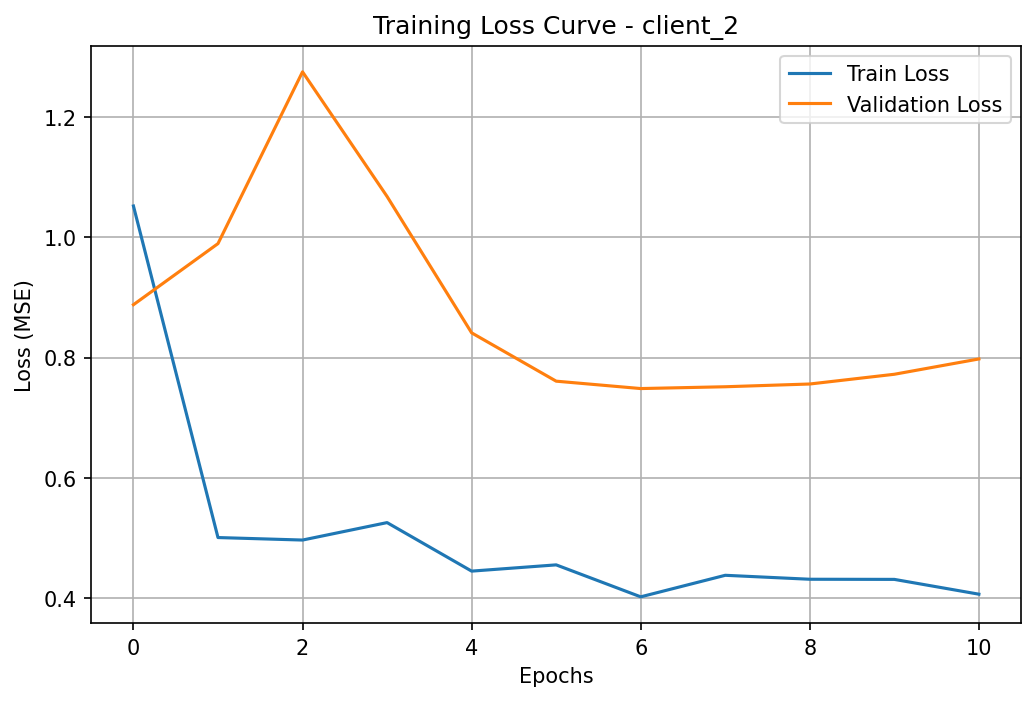 Training Loss Curve - client_2
Train Loss
Validation Loss
1.2
1.0
0.8
0.6
0.4
Loss (MSE)
0 2 4 6 8 10
Epochs